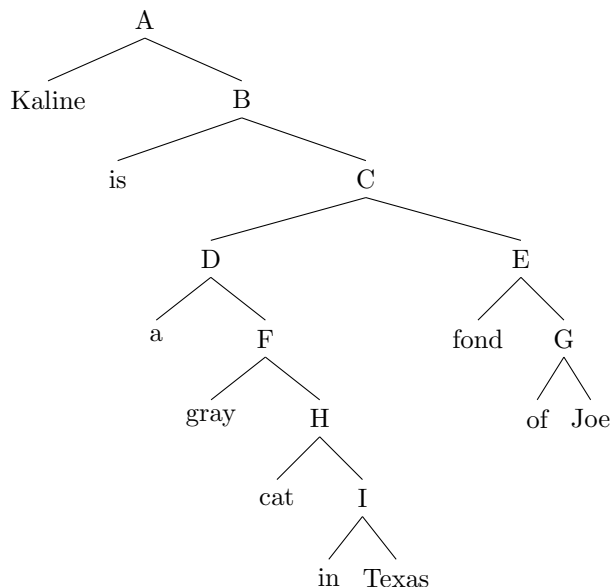 A
Kaline B
is C
D E
a F fond G
gray H of Joe
cat I
in Texas